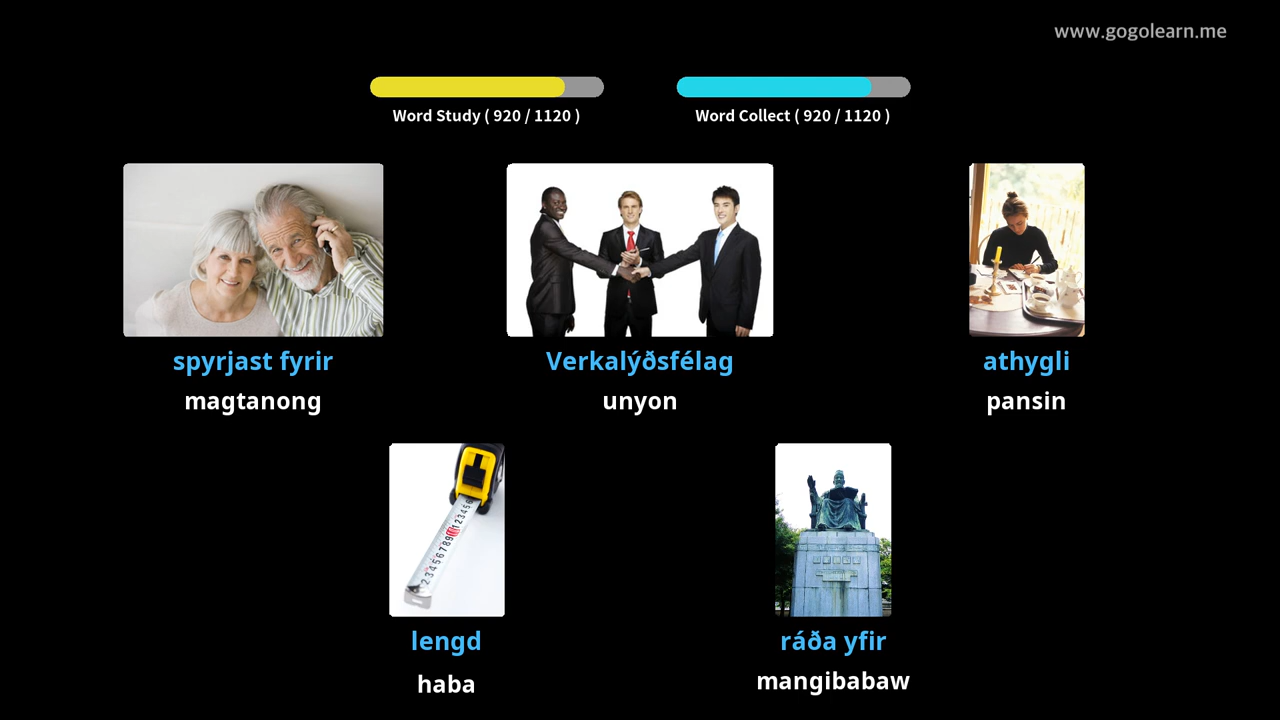 www.gogolearn.me
Word Study ( 920 / 1120 )
Word Collect ( 920 / 1120 )
spyrjast fyrir
magtanong
Verkalýðsfélag
unyon
athygli
pansin
lengd
haba
ráða yfir
mangibabaw